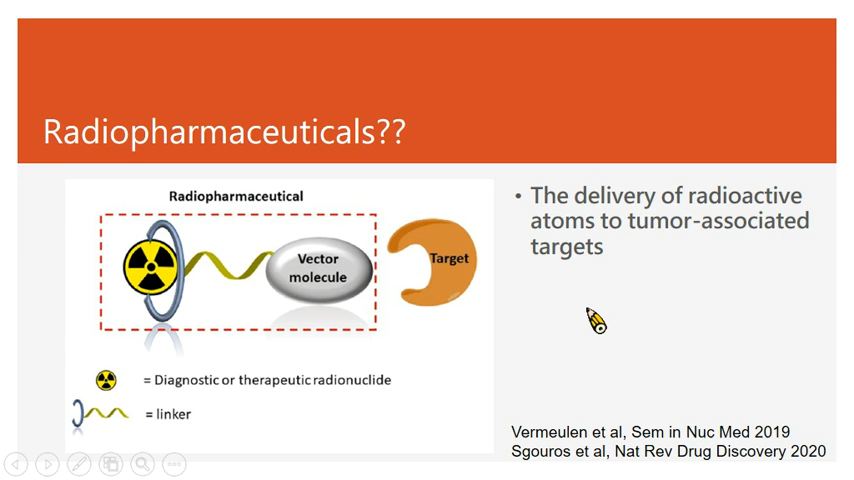 Radiopharmaceuticals??
Radiopharmaceutical
Vector
molecule
Target
= Diagnostic or therapeutic radionuclide
= linker
• The delivery of radioactive
atoms to tumor-associated
targets
Vermeulen et al, Sem in Nuc Med 2019
Sgouros et al, Nat Rev Drug Discovery 2020